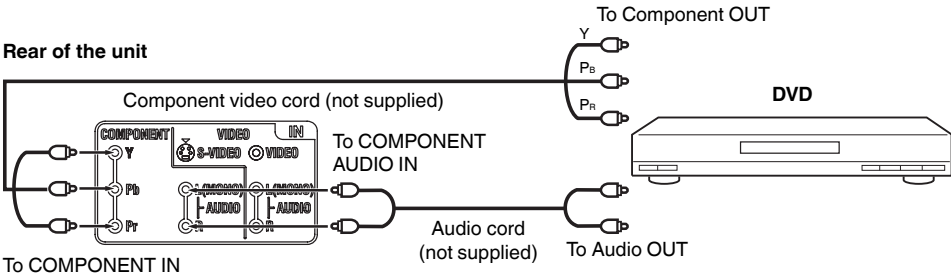 To Component OUT
Rear of the unit
Y
PB
PR
DVD
Component video cord (not supplied)
COMPONENT
VIDEO
IN
Y
S-VIDEO
VIDEO
To COMPONENT
AUDIO IN
Pb
L(MONO)
L(MONO)
AUDIO
AUDIO
Pr
R
R
Audio cord
(not supplied)
To Audio OUT
To COMPONENT IN